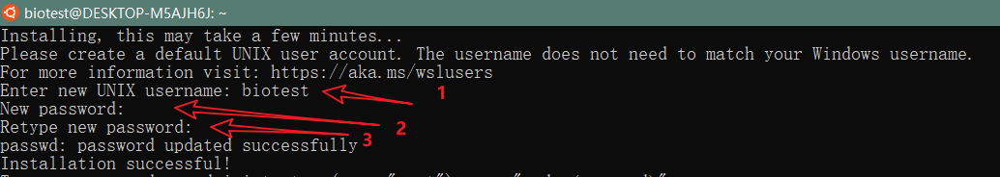 biotest@DESKTOP-M5AJH6J: ~
Installing, this may take a few minutes...
Please create a default UNIX user account. The username does not need to match your Windows username.
For more information visit: https://aka.ms/wslusers
Enter new UNIX username: biotest
1
New password:
2
Retype new password:
3
passwd: password updated successfully
Installation successful!